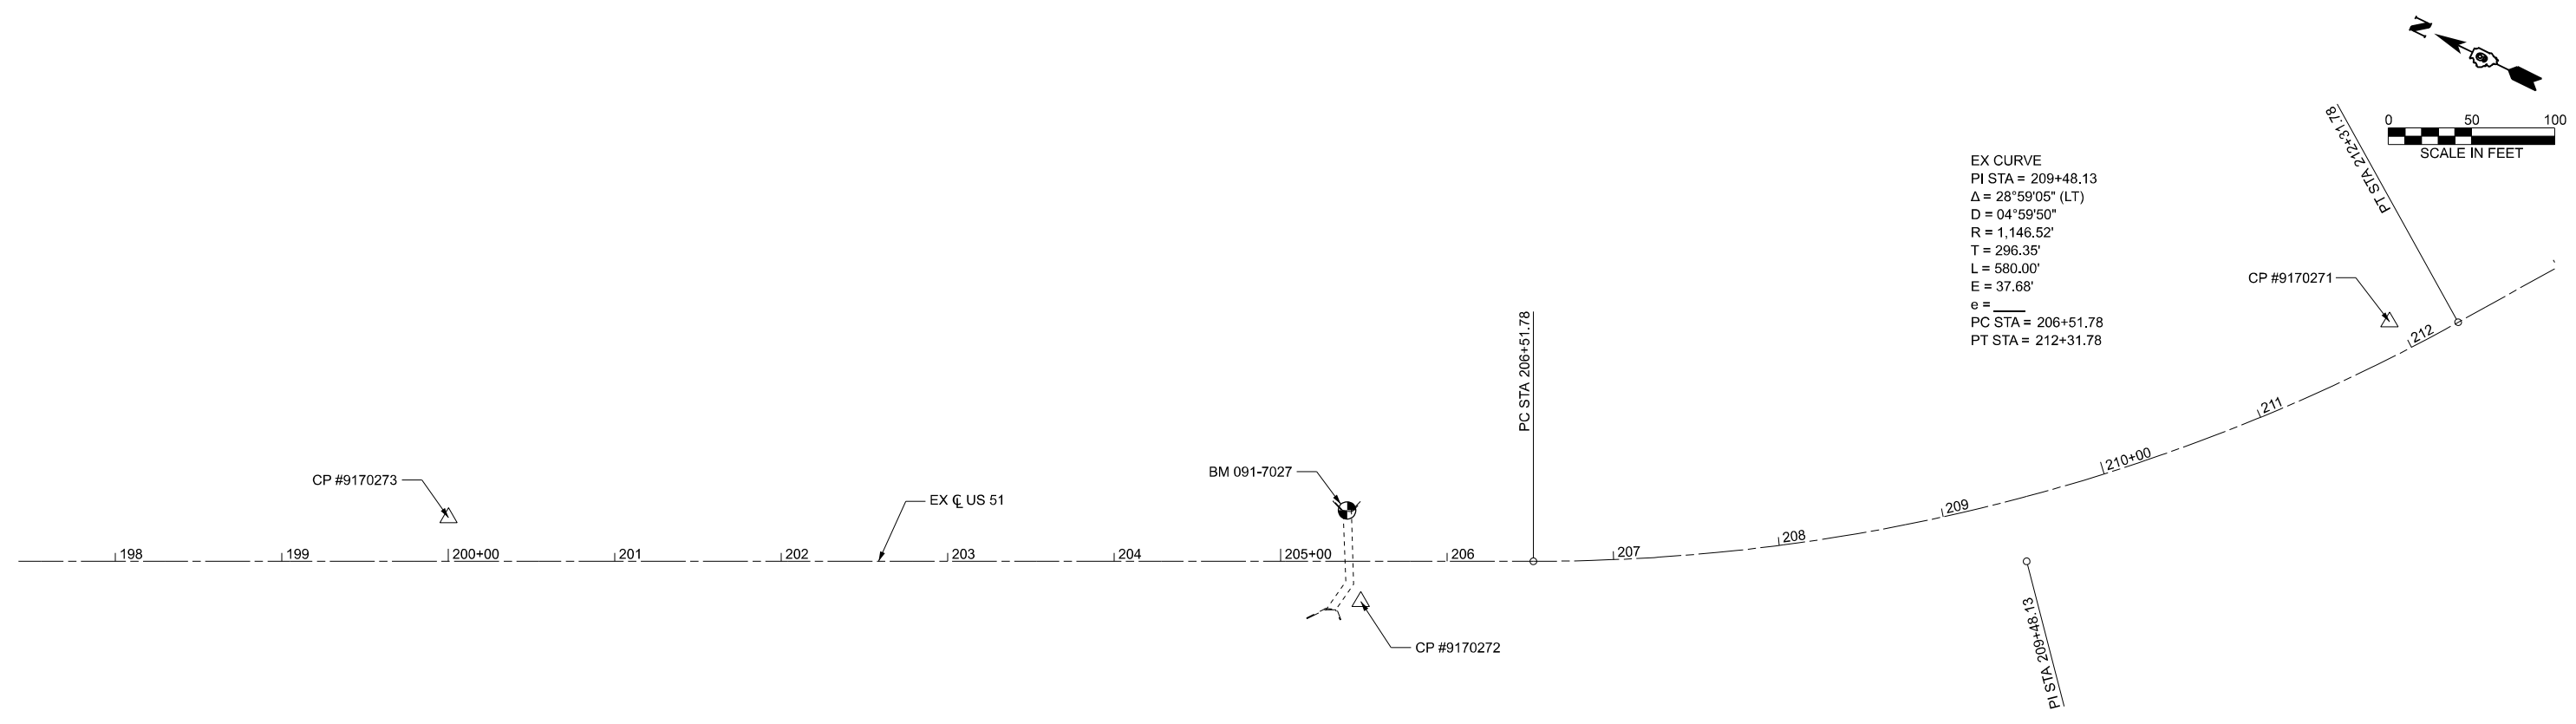 N
0 50 100
SCALE IN FEET
PT STA 212+31.78
EX CURVE
PI STA = 209+48.13
Δ = 28°59'05" (LT)
D = 04°59'50"
R = 1,146.52'
T = 296.35'
L = 580.00'
E = 37.68'
e = ____
PC STA = 206+51.78
PT STA = 212+31.78
CP #9170271
PC STA 206+51.78
CP #9170273
BM 091-7027
EX ℄ US 51
198 199 200+00 201 202 203 204 205+00 206 207 208 209 210+00 211 212
CP #9170272
PI STA 209+48.13